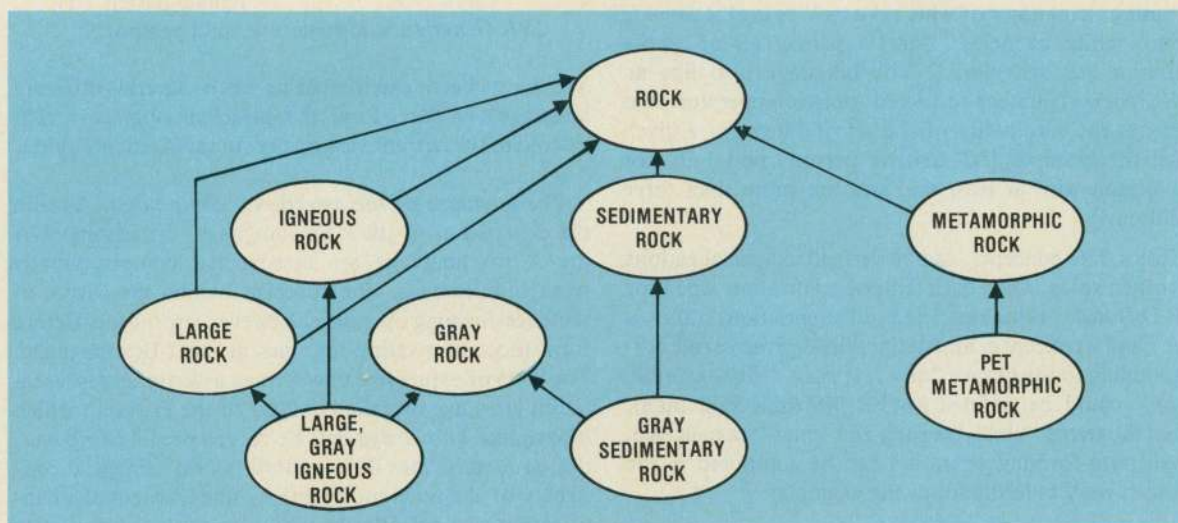 ROCK
IGNEOUS
ROCK
SEDIMENTARY
ROCK
METAMORPHIC
ROCK
LARGE
ROCK
GRAY
ROCK
PET
METAMORPHIC
ROCK
LARGE,
GRAY
IGNEOUS
ROCK
GRAY
SEDIMENTARY
ROCK